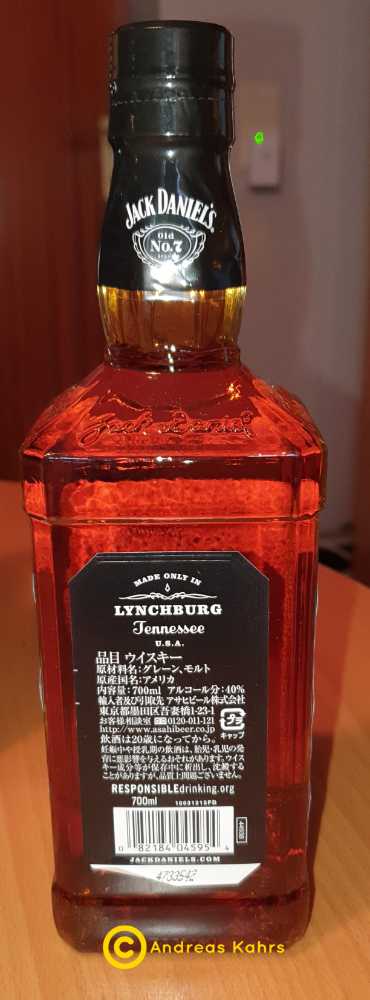 JACK DANIEL'S
Old
No.7
BRAND
Jack Daniel
MADE ONLY IN
LYNCHBURG
Tennessee
U.S.A.
品目 ウイスキー
原材料名：グレーン、モルト
原産国名：アメリカ
内容量：700ml アルコール分：40%
輸入者及び引取先 アサヒビール株式会社
東京都墨田区吾妻橋1-23-1
お客様相談室 0120-011-121
http://www.asahibeer.co.jp
飲酒は20歳になってから。
妊娠中や授乳期の飲酒は、胎児・乳児の発
育に悪影響を与えるおそれがあります。ウイス
キー成分等が保存中に析出し、沈殿する
ことがありますが、品質上問題ございません。
プラ
キャップ
RESPONSIBLEdrinking.org
700ml
10031315PB
0 82184 04595 4
JACKDANIELS.COM
4733542
© Andreas Kahrs